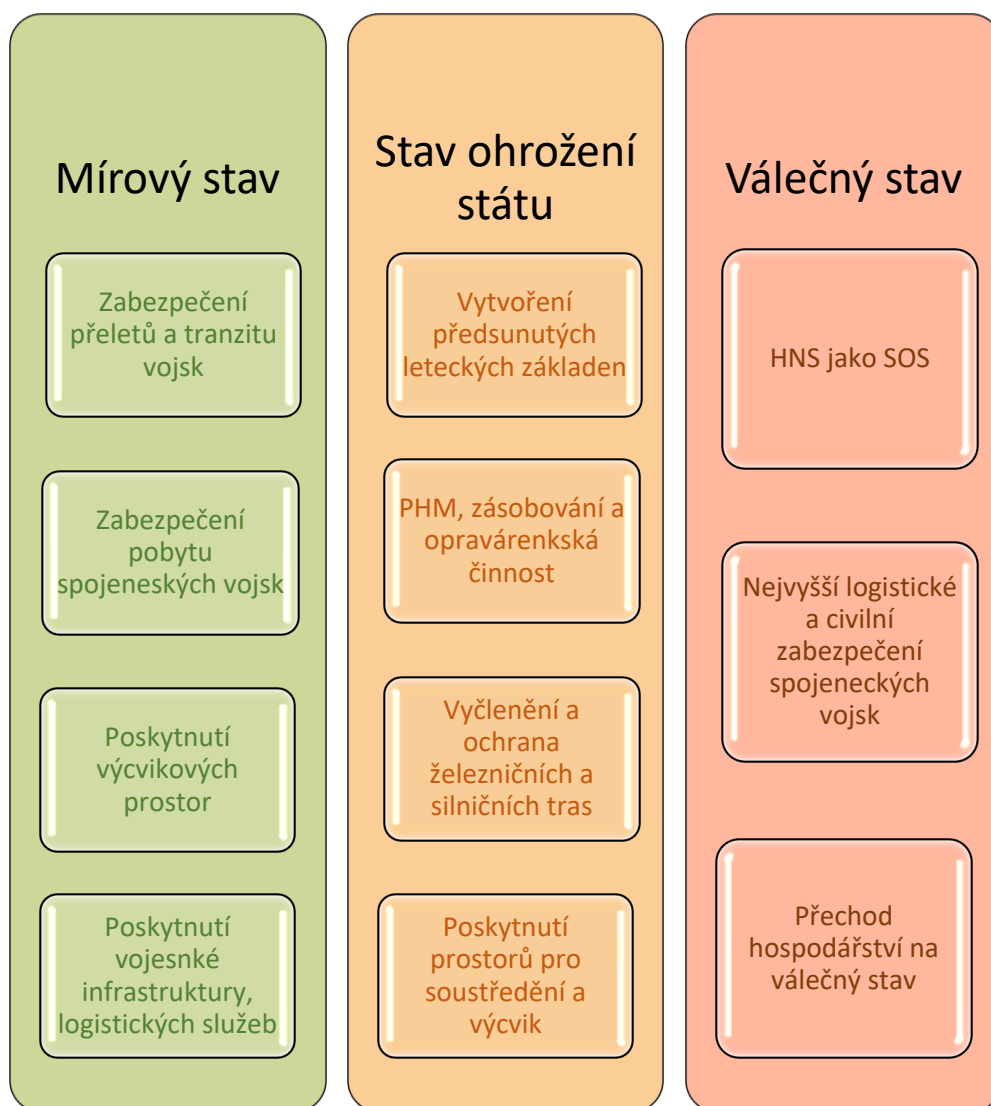 Mírový stav
Zabezpečení
přeletů a tranzitu
vojsk
Zabezpečení
pobytu
spojeneských vojsk
Poskytnutí
výcvikových
prostor
Poskytnutí
vojesnké
infrastruktury,
logistických služeb
Stav ohrožení
státu
Vytvoření
předsunutých
leteckých základen
PHM, zásobování a
opravárenkská
činnost
Vyčlenění a
ochrana
železničních a
silničních tras
Poskytnutí
prostorů pro
soustředění a
výcvik
Válečný stav
HNS jako SOS
Nejvyšší logistické
a civilní
zabezpečení
spojeneckých
vojsk
Přechod
hospodářství na
válečný stav